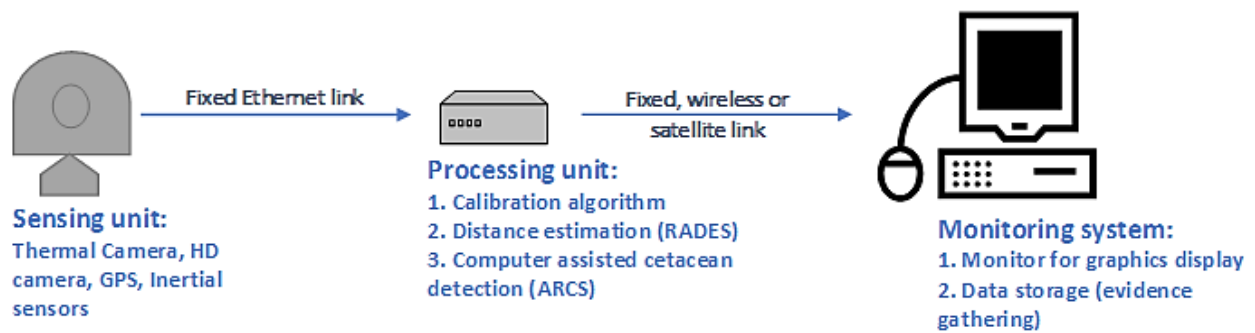 Fixed Ethernet link
Fixed, wireless or
satellite link
Sensing unit:
Thermal Camera, HD
camera, GPS, Inertial
sensors
Processing unit:
1. Calibration algorithm
2. Distance estimation (RADES)
3. Computer assisted cetacean
detection (ARCS)
Monitoring system:
1. Monitor for graphics display
2. Data storage (evidence
gathering)